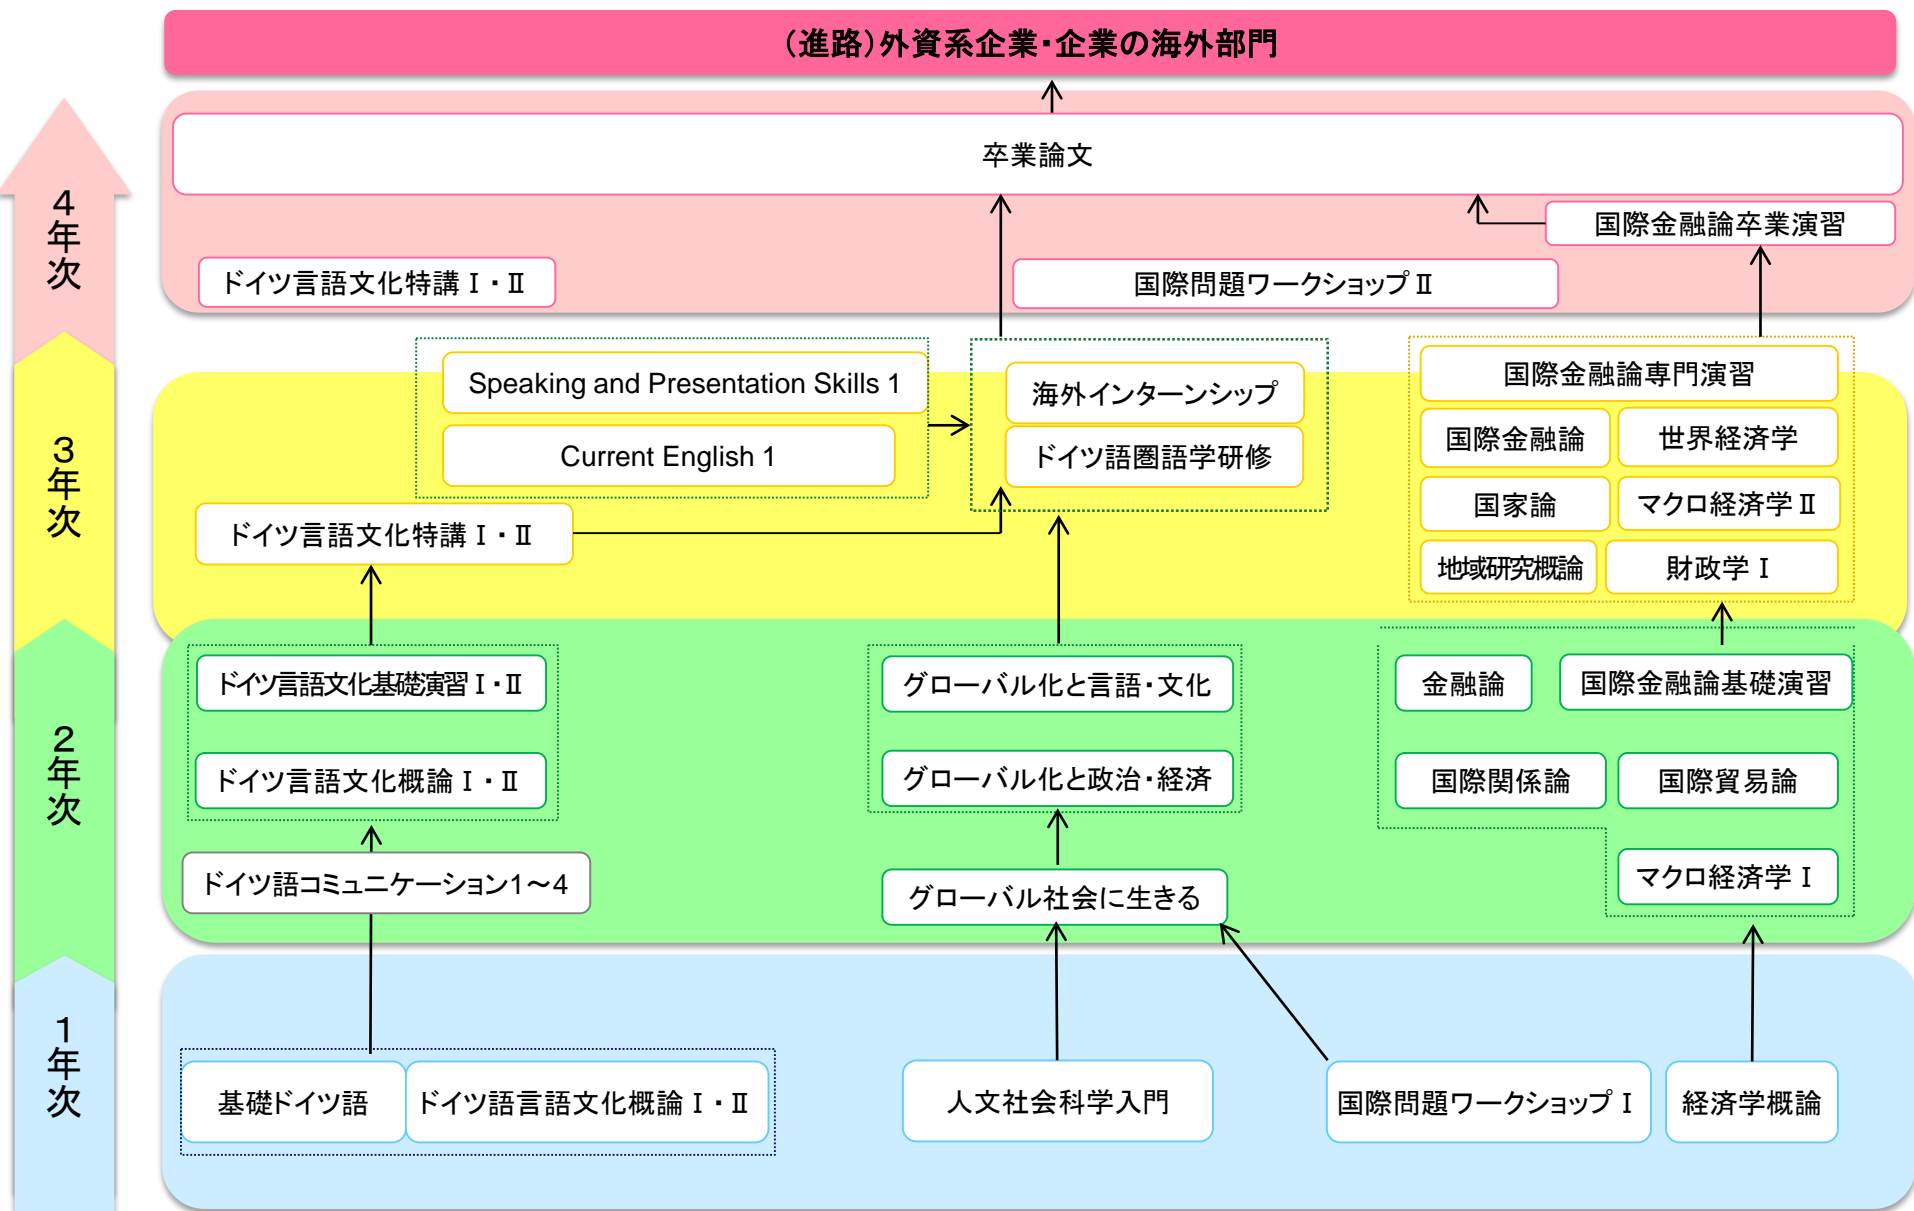 (進路)外資系企業・企業の海外部門
4年次
卒業論文
国際金融論卒業演習
ドイツ言語文化特講Ⅰ・Ⅱ
国際問題ワークショップⅡ
3年次
Speaking and Presentation Skills 1
Current English 1
海外インターンシップ
ドイツ語圏語学研修
ドイツ言語文化特講Ⅰ・Ⅱ
国際金融論専門演習
国際金融論
世界経済学
国家論
マクロ経済学Ⅱ
地域研究概論
財政学Ⅰ
2年次
ドイツ言語文化基礎演習Ⅰ・Ⅱ
ドイツ言語文化概論Ⅰ・Ⅱ
ドイツ語コミュニケーション1～4
グローバル化と言語・文化
グローバル化と政治・経済
グローバル社会に生きる
金融論
国際金融論基礎演習
国際関係論
国際貿易論
マクロ経済学Ⅰ
1年次
基礎ドイツ語
ドイツ語言語文化概論Ⅰ・Ⅱ
人文社会科学入門
国際問題ワークショップⅠ
経済学概論